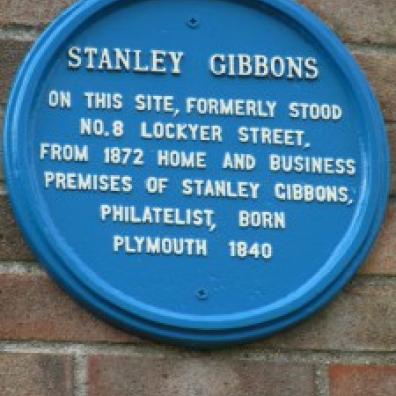 STANLEY GIBBONS
ON THIS SITE, FORMERLY STOOD
NO.8 LOCKYER STREET.
FROM 1872 HOME AND BUSINESS
PREMISES OF STANLEY GIBBONS,
PHILATELIST, BORN
PLYMOUTH 1840